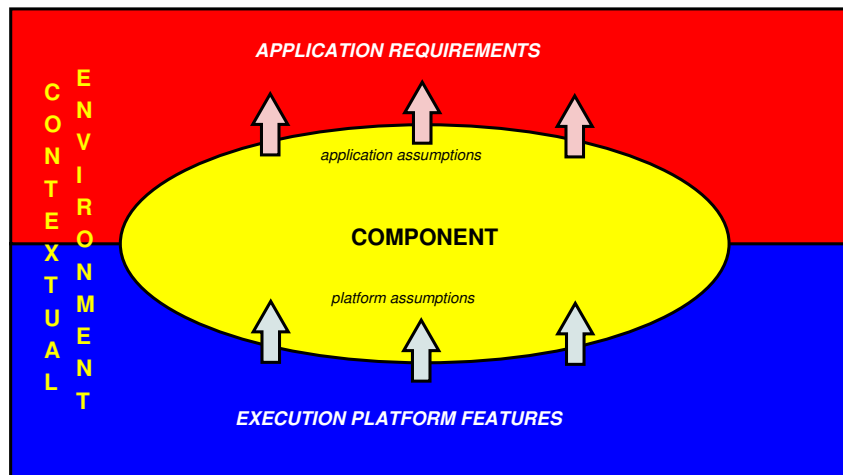 APPLICATION REQUIREMENTS
CONTEXTUAL
ENVIRONMENT
application assumptions
COMPONENT
platform assumptions
EXECUTION PLATFORM FEATURES